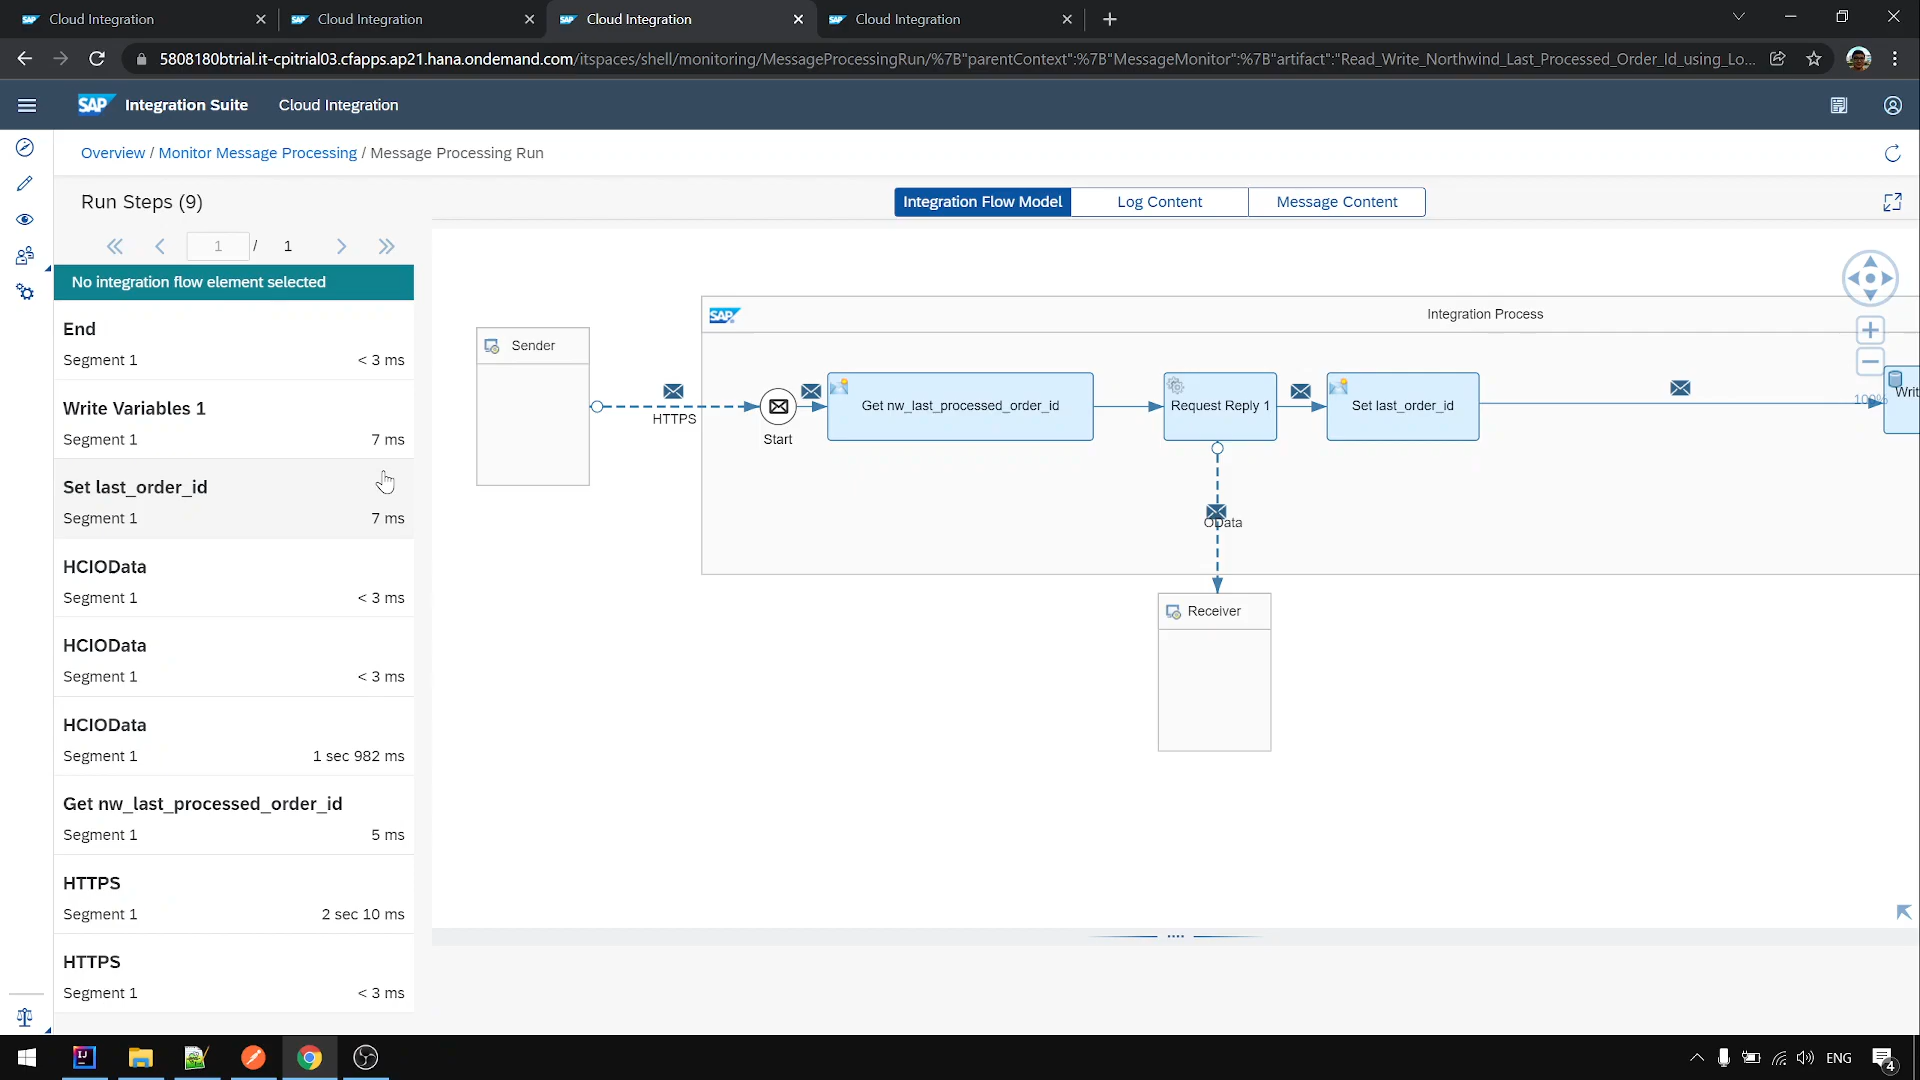 Cloud Integration
Cloud Integration
Cloud Integration
Cloud Integration
5808180btrial.it-cpitrial03.cfapps.ap21.hana.ondemand.com/itspaces/shell/monitoring/MessageProcessingRun/%7B"parentContext":%7B"MessageMonitor":%7B"artifact":"Read_Write_Northwind_Last_Processed_Order_Id_using_Lo...
SAP Integration Suite Cloud Integration
Overview / Monitor Message Processing / Message Processing Run
Run Steps (9)
Integration Flow Model
Log Content
Message Content
1 / 1
No integration flow element selected
End
Segment 1 < 3 ms
Write Variables 1
Segment 1 7 ms
Set last_order_id
Segment 1 7 ms
HCIOData
Segment 1 < 3 ms
HCIOData
Segment 1 < 3 ms
HCIOData
Segment 1 1 sec 982 ms
Get nw_last_processed_order_id
Segment 1 5 ms
HTTPS
Segment 1 2 sec 10 ms
HTTPS
Segment 1 < 3 ms
SAP
Integration Process
Sender
HTTPS
Start
Get nw_last_processed_order_id
Request Reply 1
Set last_order_id
100%
Writ
OData
Receiver
ENG
4